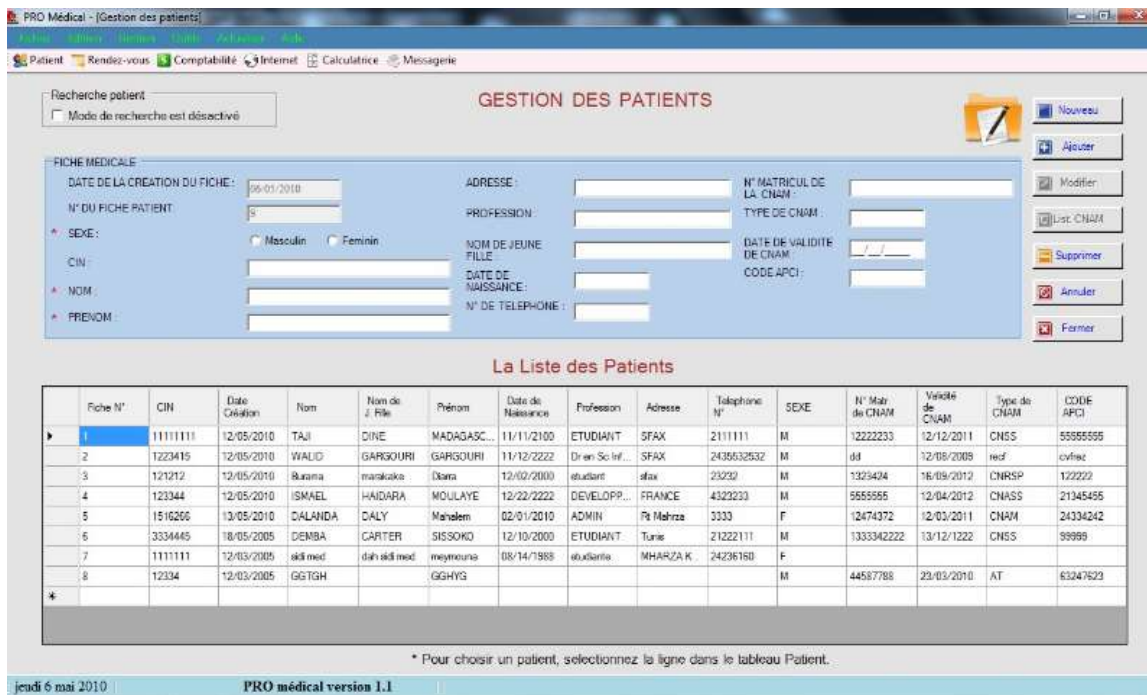 PRO Médical - [Gestion des patients]
Edition Gestion Outils Aide
Patient Rendez-vous Comptabilité Internet Calculatrice Messagerie
Recherche patient
Mode de recherche est désactivé
GESTION DES PATIENTS
Nouveau
Ajouter
Modifier
List. CNAM
Supprimer
Annuler
Fermer
FICHE MEDICALE
DATE DE LA CREATION DU FICHE : 06/05/2010
N° DU FICHE PATIENT: 9
* SEXE : Masculin Feminin
CIN :
* NOM :
* PRENOM :
ADRESSE :
PROFESSION :
NOM DE JEUNE FILLE :
DATE DE NAISSANCE :
N° DE TELEPHONE :
N° MATRICUL DE LA CNAM :
TYPE DE CNAM :
DATE DE VALIDITE DE CNAM : __/__/____
CODE APCI :
La Liste des Patients
Fiche N° CIN Date Création Nom Nom de J. Fille Prénom Date de Naissance Profession Adresse Telephone N° SEXE N° Matr de CNAM Validité de CNAM Type de CNAM CODE APCI
1 11111111 12/05/2010 TAJI DINE MADAGASC... 11/11/2100 ETUDIANT SFAX 2111111 M 12222233 12/12/2011 CNSS 55555555
2 1223415 12/05/2010 WALID GARGOURI GARGOURI 11/12/2222 Dr en Sc Inf... SFAX 2435532532 M dd 12/08/2009 recf cvfrez
3 121212 12/05/2010 Burama marakake Diarra 12/02/2000 etudiant sfax 23232 M 1323424 16/09/2012 CNRSP 122222
4 123344 12/05/2010 ISMAEL HAIDARA MOULAYE 12/22/2222 DEVELOPP... FRANCE 4323233 M 5555555 12/04/2012 CNASS 21345455
5 1516266 13/05/2010 DALANDA DALY Mahalem 02/01/2010 ADMIN Rt Mahrza 3333 F 12474372 12/03/2011 CNAM 24334242
6 3334445 18/05/2005 DEMBA CARTER SISSOKO 12/10/2000 ETUDIANT Tunis 21222111 M 1333342222 13/12/1222 CNSS 99999
7 1111111 12/03/2005 sidi med dah sidi med meymouna 08/14/1988 etudiante MHARZA K... 24236160 F
8 12334 12/03/2005 GGTGH GGHYG M 44587788 23/03/2010 AT 63247623
*
* Pour choisir un patient, selectionnez la ligne dans le tableau Patient.
jeudi 6 mai 2010 PRO médical version 1.1